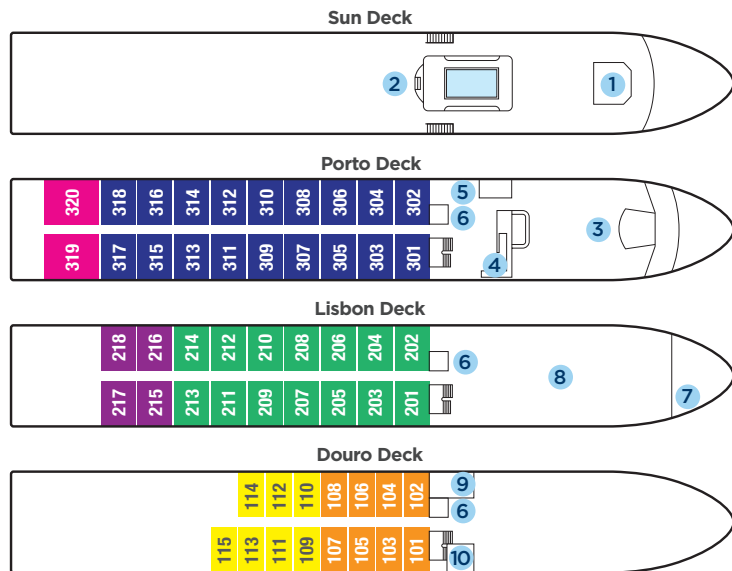 Sun Deck
2
1
Porto Deck
320 318 316 314 312 310 308 306 304 302
5
6
3
319 317 315 313 311 309 307 305 303 301
4
Lisbon Deck
218 216 214 212 210 208 206 204 202
6
8
7
217 215 213 211 209 207 205 203 201
Douro Deck
114 112 110 108 106 104 102
9
6
115 113 111 109 107 105 103 101
10